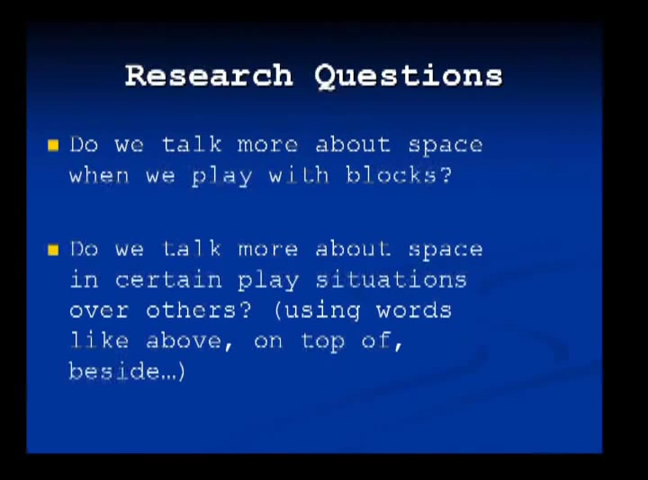 Research Questions
Do we talk more about space
when we play with blocks?
Do we talk more about space
in certain play situations
over others? (using words
like above, on top of,
beside…)